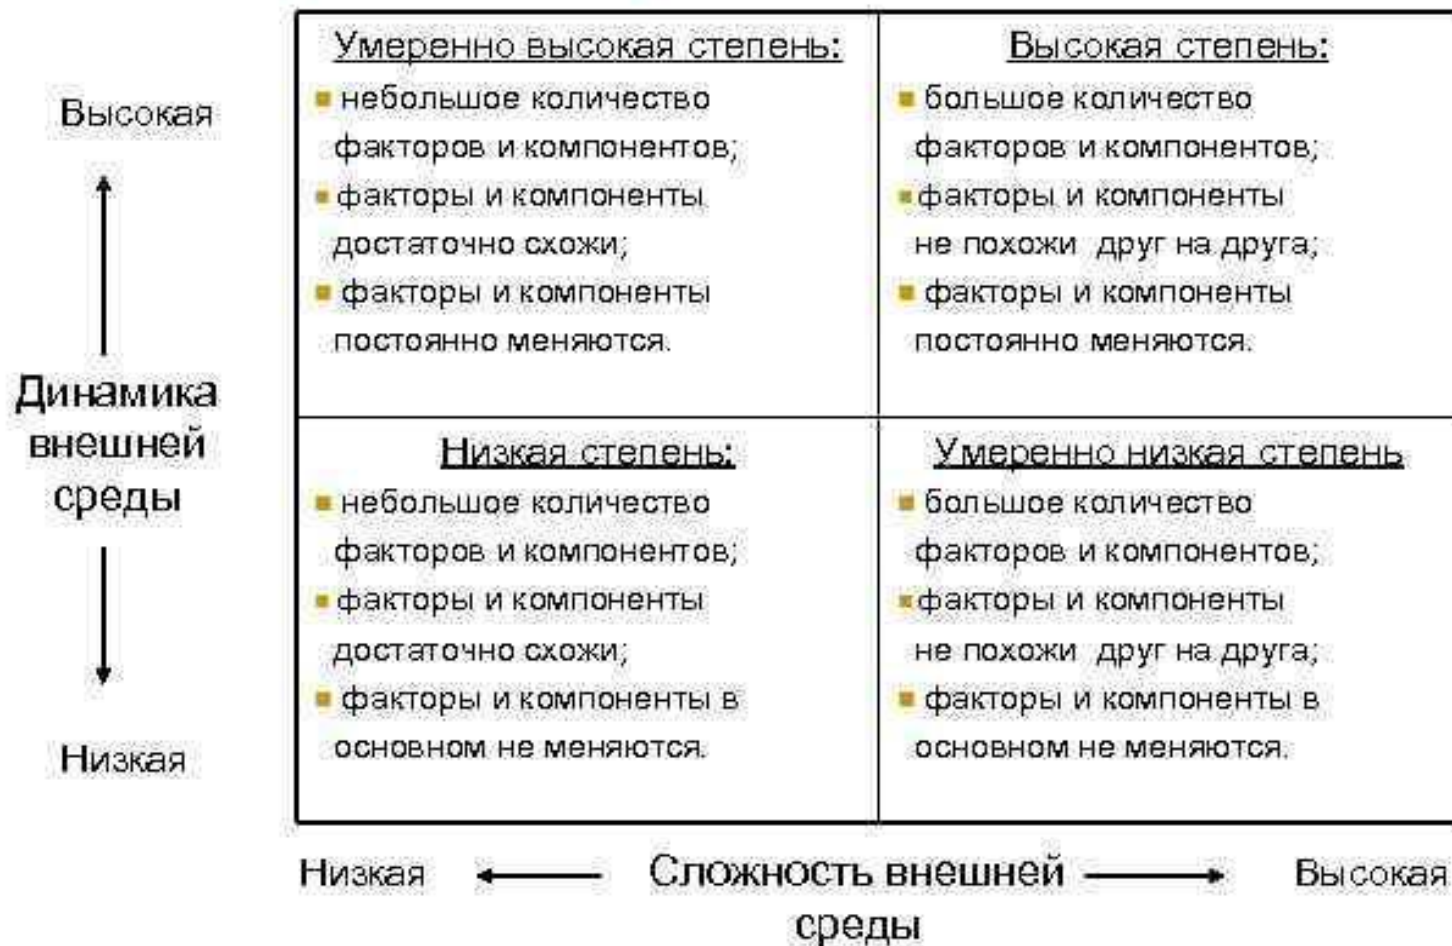 Высокая
Динамика
внешней
среды
Низкая
Умеренно высокая степень:
небольшое количество
факторов и компонентов;
факторы и компоненты
достаточно схожи;
факторы и компоненты
постоянно меняются.
Высокая степень:
большое количество
факторов и компонентов;
факторы и компоненты
не похожи друг на друга;
факторы и компоненты
постоянно меняются.
Низкая степень:
небольшое количество
факторов и компонентов;
факторы и компоненты
достаточно схожи;
факторы и компоненты в
основном не меняются.
Умеренно низкая степень
большое количество
факторов и компонентов;
факторы и компоненты
не похожи друг на друга;
факторы и компоненты в
основном не меняются.
Низкая
Сложность внешней
среды
Высокая